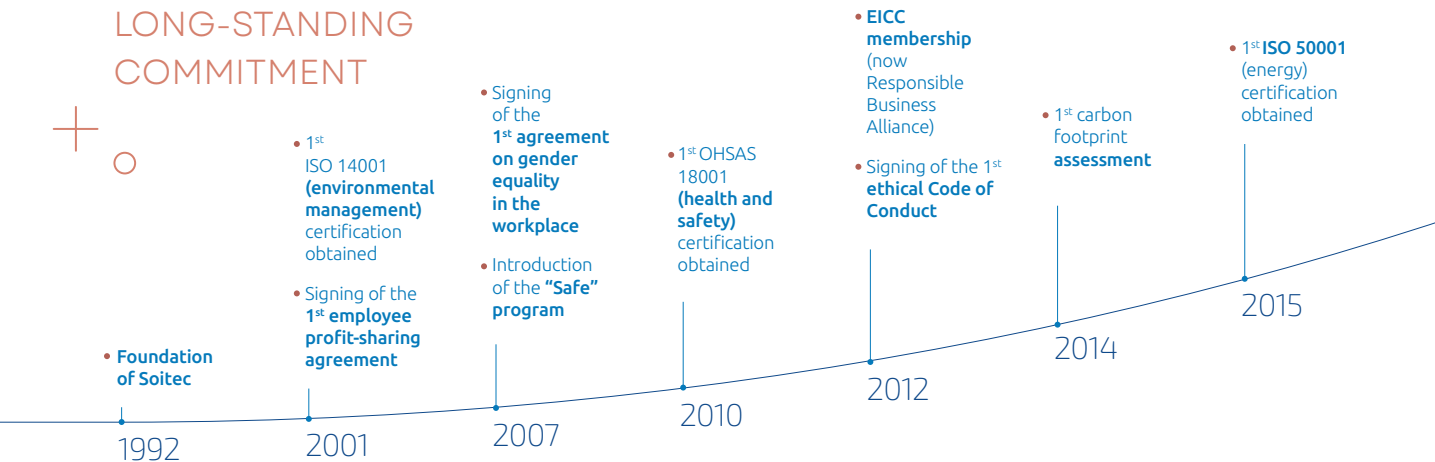 LONG-STANDING
COMMITMENT
• Foundation
of Soitec
1992
• 1st
ISO 14001
(environmental
management)
certification
obtained
• Signing of the
1st employee
profit-sharing
agreement
2001
• Signing
of the
1st agreement
on gender
equality
in the
workplace
• Introduction
of the “Safe”
program
2007
• 1st OHSAS
18001
(health and
safety)
certification
obtained
2010
• EICC
membership
(now
Responsible
Business
Alliance)
• Signing of the 1st
ethical Code of
Conduct
2012
• 1st carbon
footprint
assessment
2014
• 1st ISO 50001
(energy)
certification
obtained
2015